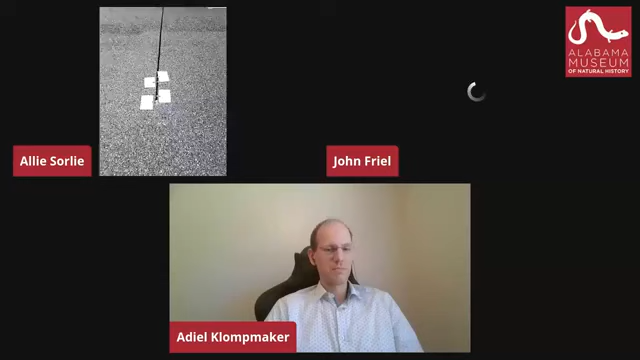 ALABAMA
MUSEUM
OF NATURAL HISTORY
Allie Sorlie
John Friel
Adiel Klompmaker